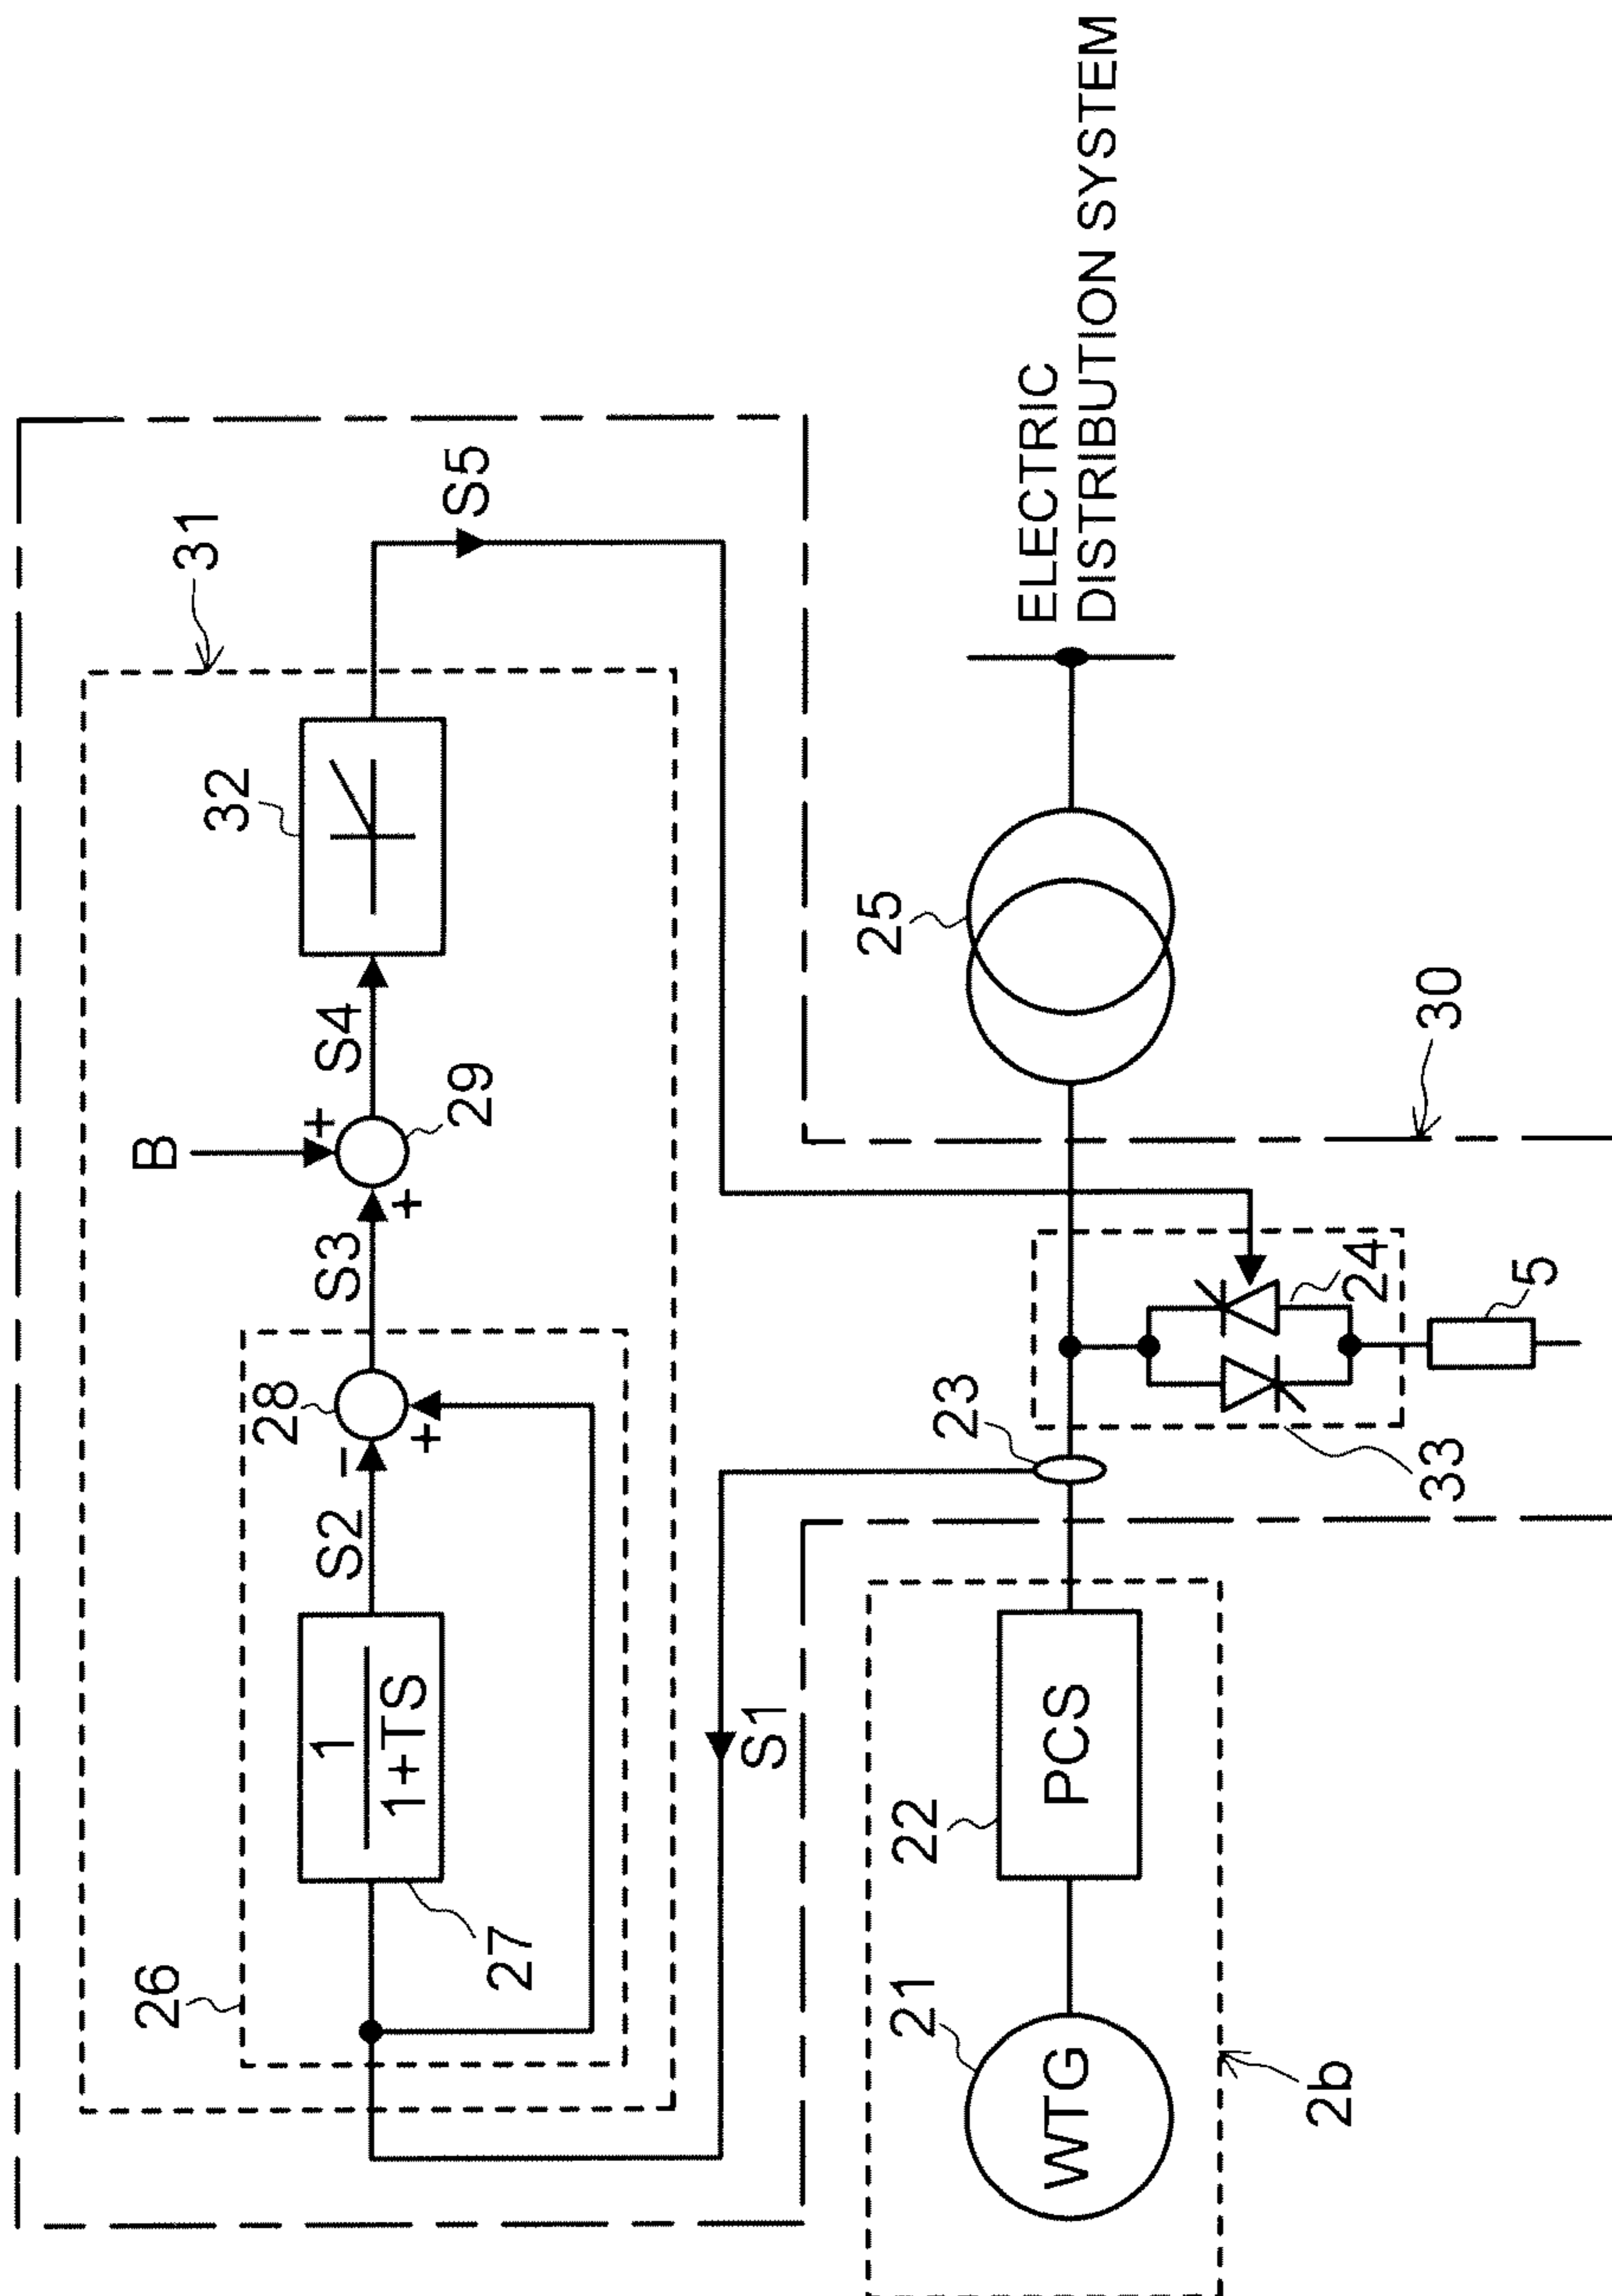 31
26
27
1
1+TS
S2
28
−
+
S3
B
+
+
29
S4
32
S5
S1
2b
21
WTG
22
PCS
23
33
24
5
30
25
ELECTRIC
DISTRIBUTION SYSTEM